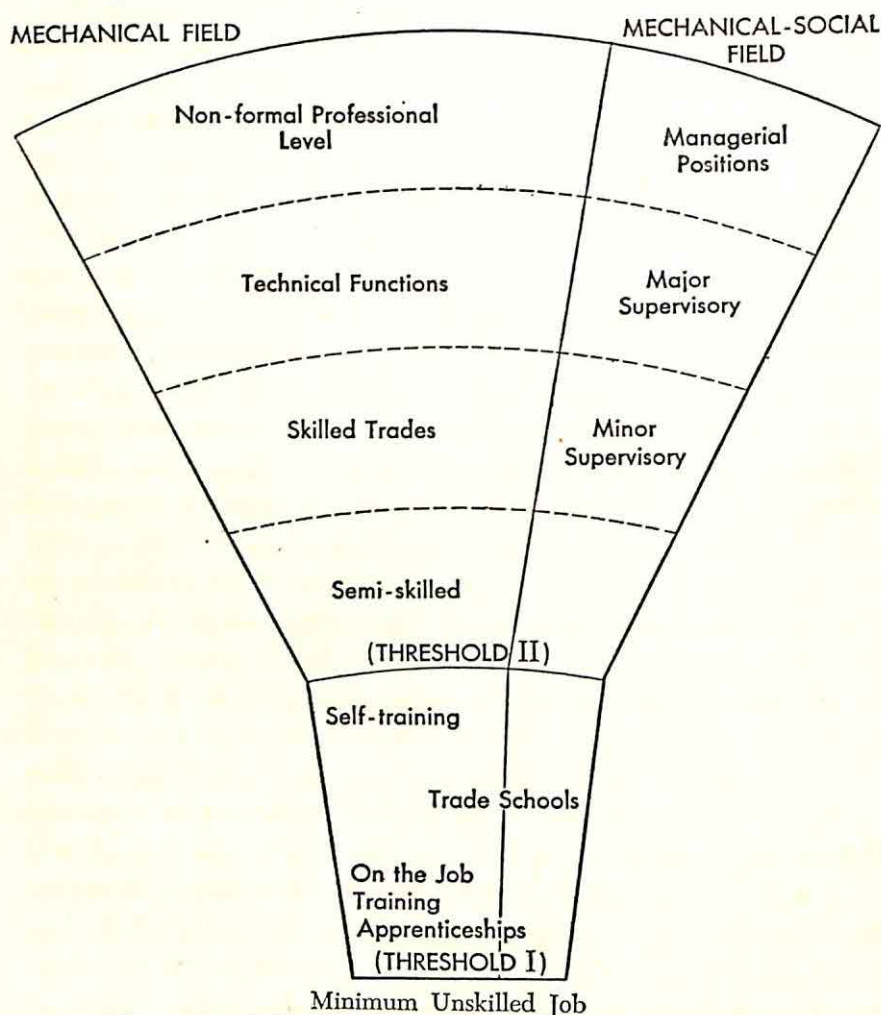 MECHANICAL FIELD
MECHANICAL-SOCIAL
FIELD
Non-formal Professional
Level
Managerial
Positions
Technical Functions
Major
Supervisory
Skilled Trades
Minor
Supervisory
Semi-skilled
(THRESHOLD II)
Self-training
Trade Schools
On the Job
Training
Apprenticeships
(THRESHOLD I)
Minimum Unskilled Job